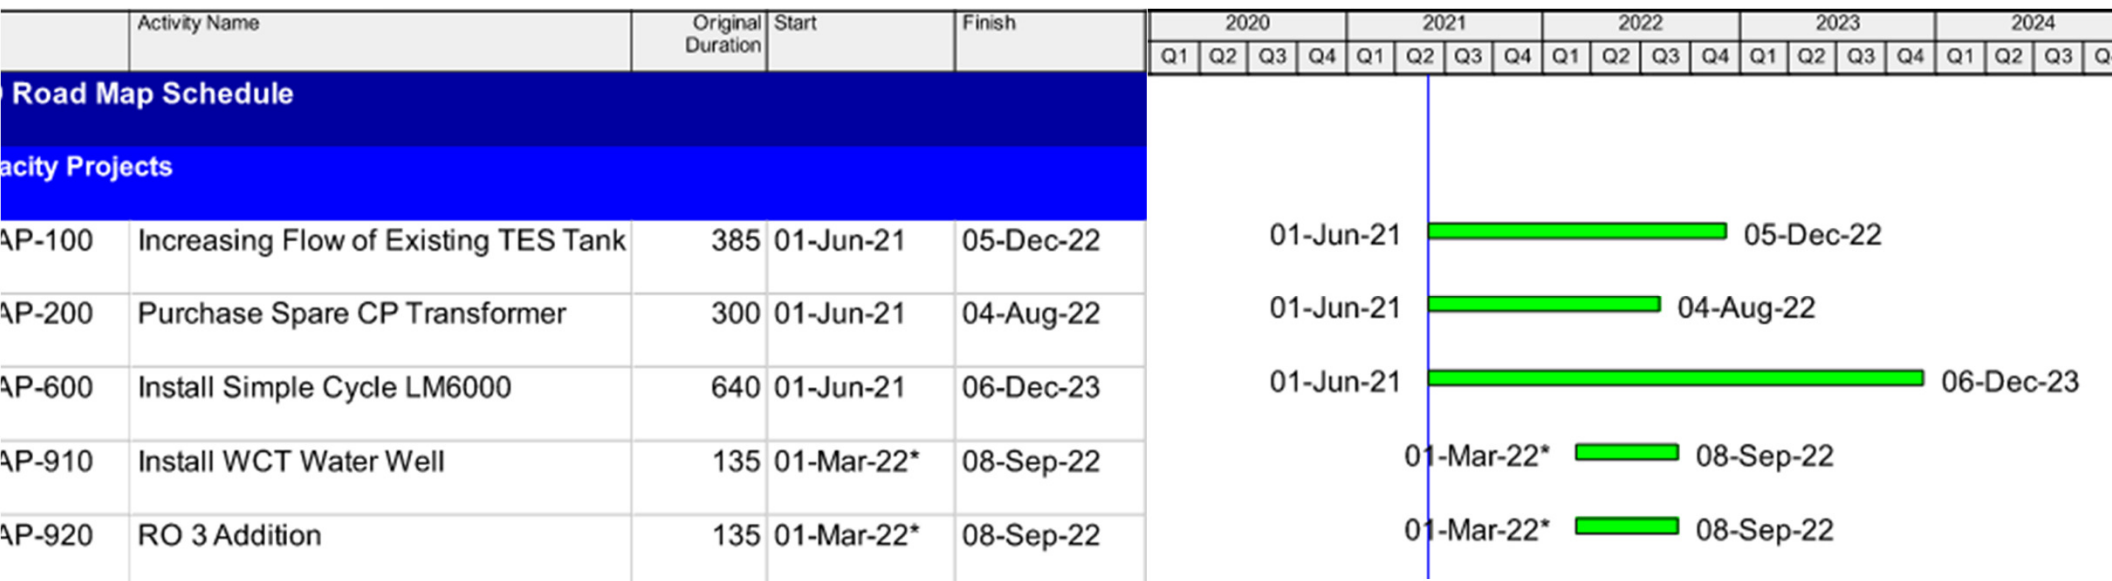 Activity Name Original Start Finish 2020 2021 2022 2023 2024
Duration Q1 Q2 Q3 Q4 Q1 Q2 Q3 Q4 Q1 Q2 Q3 Q4 Q1 Q2 Q3 Q4 Q1 Q2 Q3 Q
Road Map Schedule
acity Projects
AP-100 Increasing Flow of Existing TES Tank 385 01-Jun-21 05-Dec-22 01-Jun-21 05-Dec-22
AP-200 Purchase Spare CP Transformer 300 01-Jun-21 04-Aug-22 01-Jun-21 04-Aug-22
AP-600 Install Simple Cycle LM6000 640 01-Jun-21 06-Dec-23 01-Jun-21 06-Dec-23
AP-910 Install WCT Water Well 135 01-Mar-22* 08-Sep-22 01-Mar-22* 08-Sep-22
AP-920 RO 3 Addition 135 01-Mar-22* 08-Sep-22 01-Mar-22* 08-Sep-22